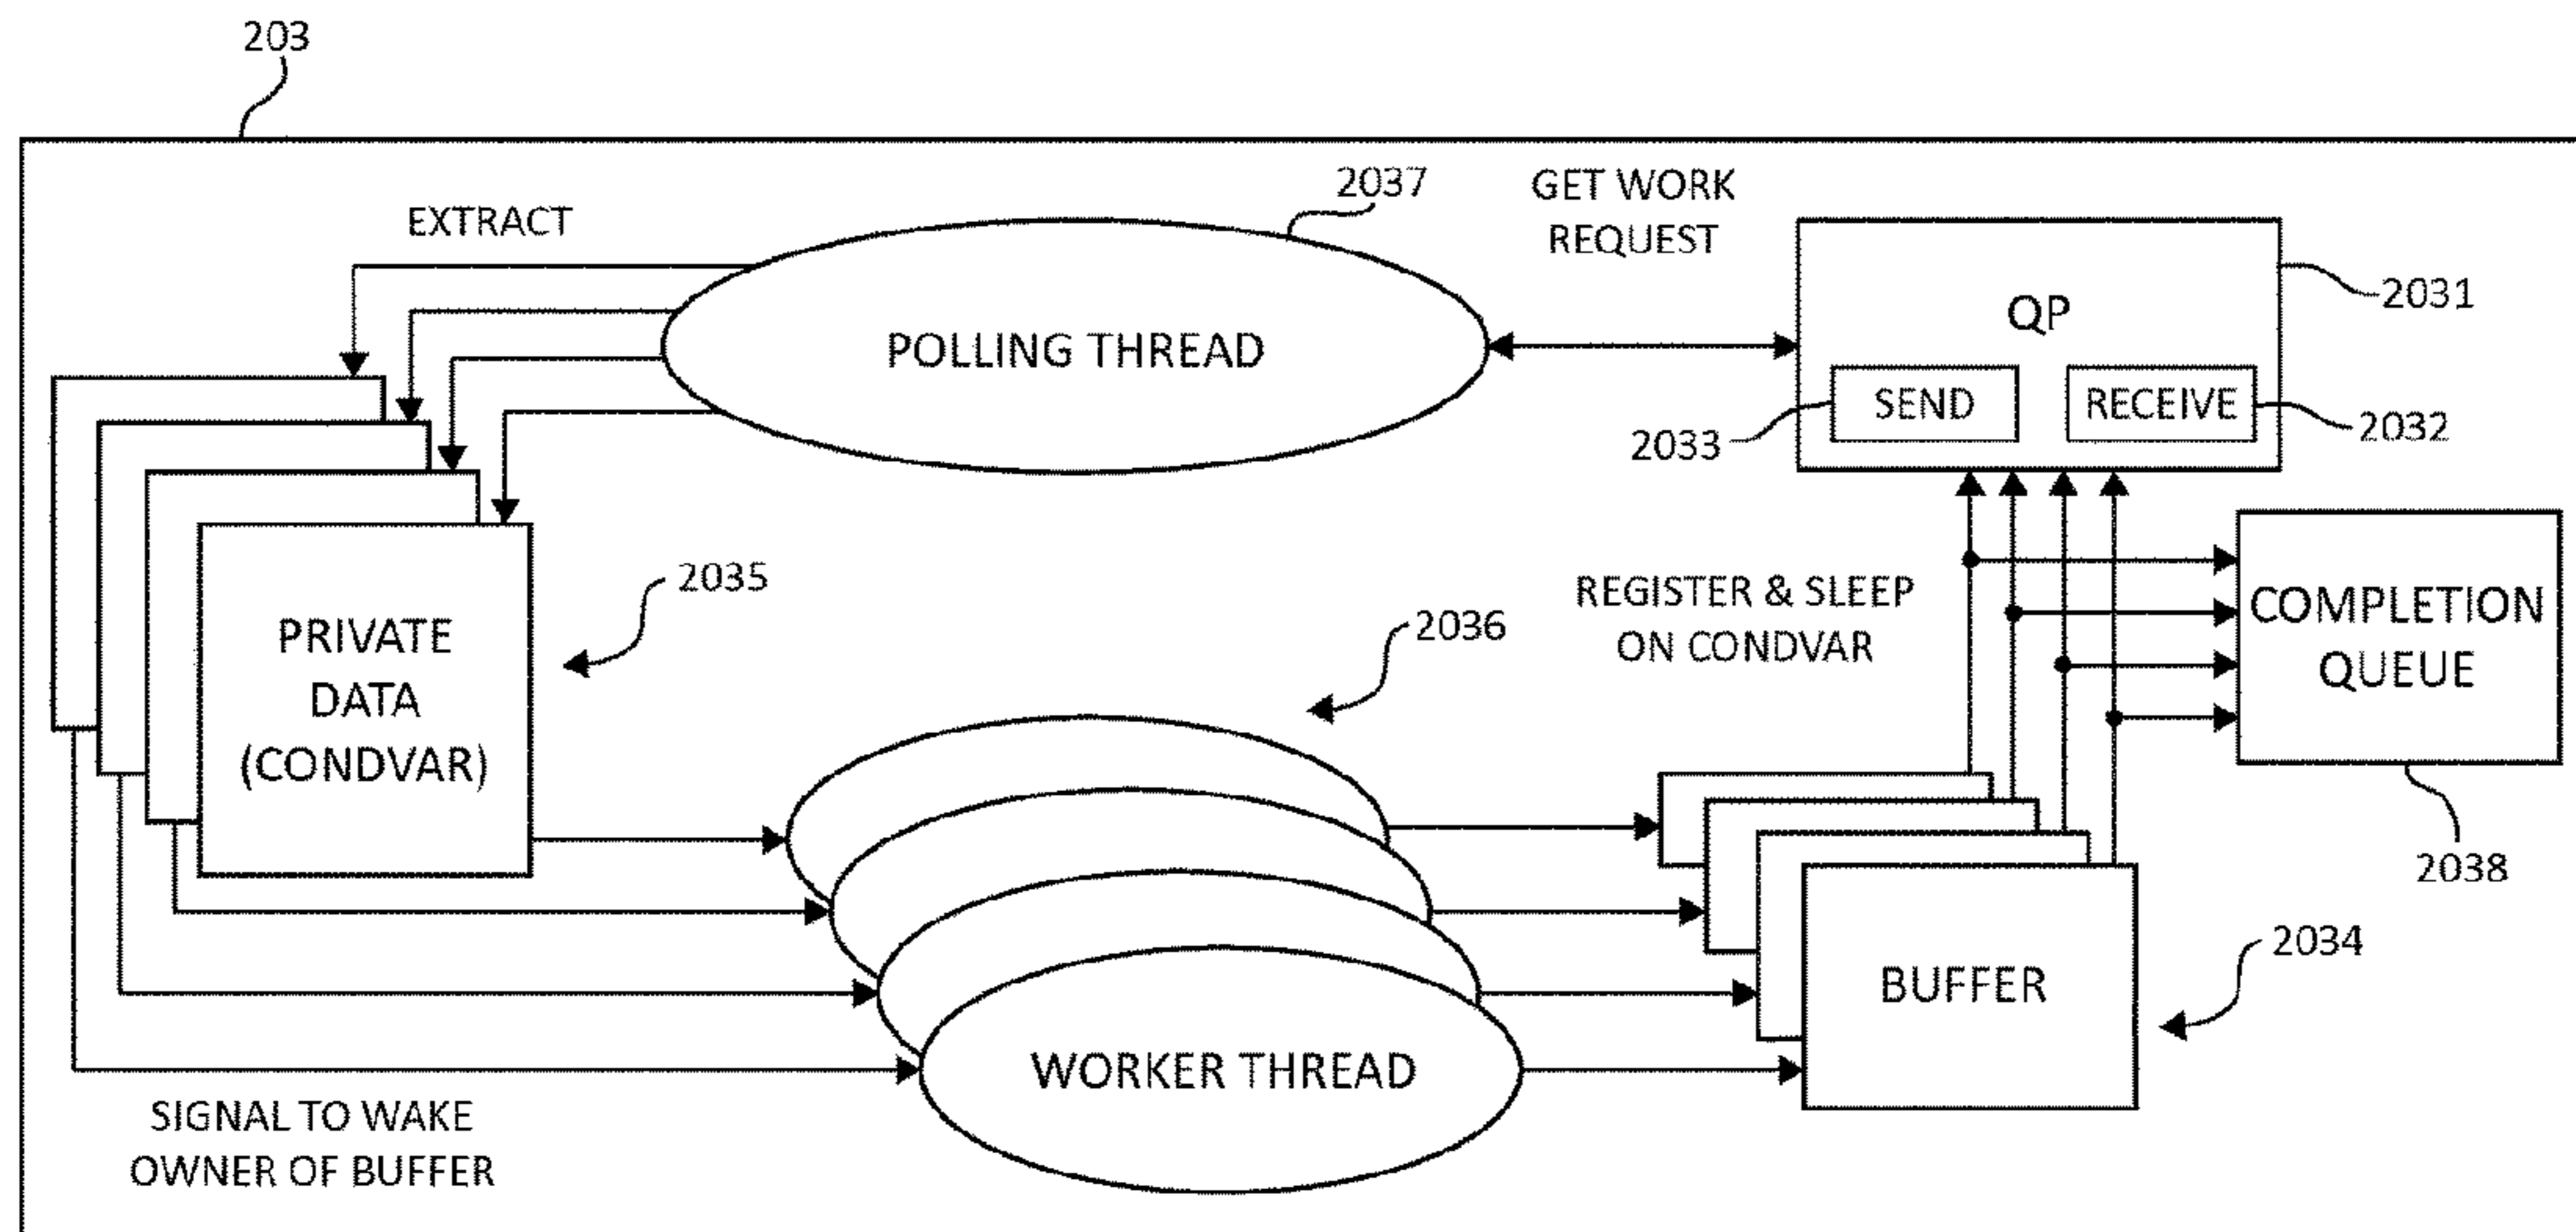 203
2037
GET WORK
REQUEST
EXTRACT
2031
QP
POLLING THREAD
SEND
RECEIVE
2033
2032
2035
REGISTER & SLEEP
ON CONDVAR
COMPLETION
QUEUE
PRIVATE
DATA
(CONDVAR)
2036
2038
2034
BUFFER
WORKER THREAD
SIGNAL TO WAKE
OWNER OF BUFFER